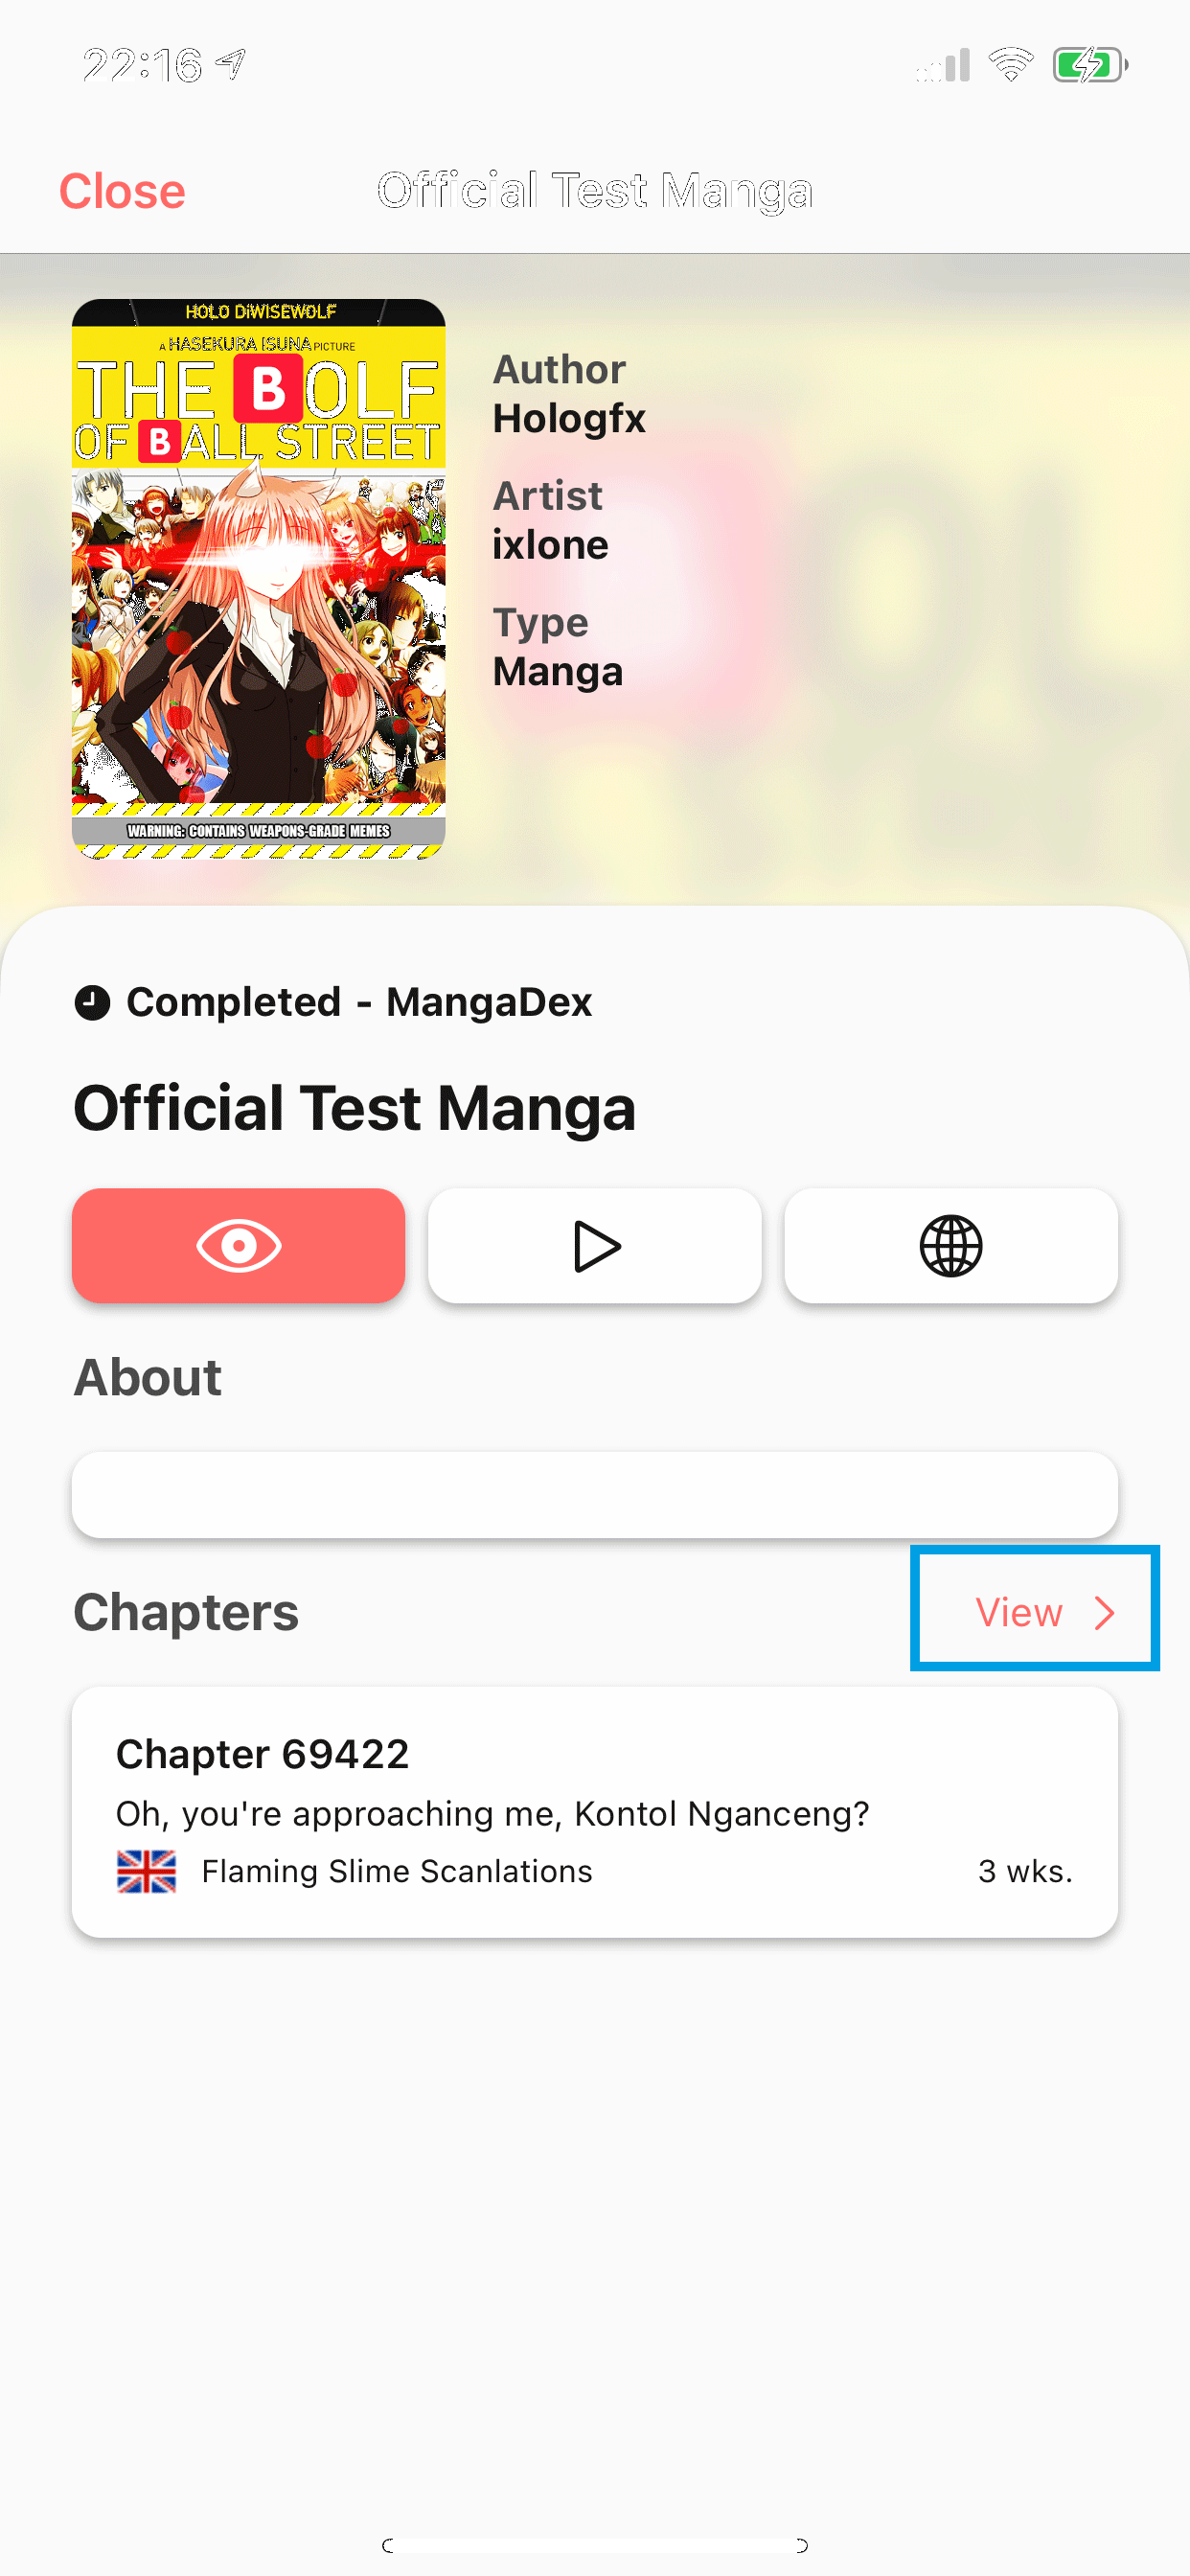 22:16
Close
Official Test Manga
HOLO DiWISEWOLF
A HASEKURA ISUNA PICTURE
THE BOLF
OF BALL STREET
WARNING: CONTAINS WEAPONS-GRADE MEMES
Author
Hologfx
Artist
ixlone
Type
Manga
Completed - MangaDex
Official Test Manga
About
Chapters
View
Chapter 69422
Oh, you're approaching me, Kontol Nganceng?
Flaming Slime Scanlations
3 wks.